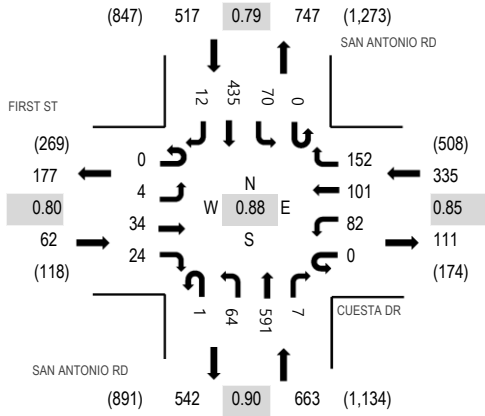 (847) 517 0.79 747 (1,273)
SAN ANTONIO RD
12 435 70 0
FIRST ST
(269) (508)
0 152
177 335
4 N 101
0.80 W 0.88 E 0.85
34 S 82
62 111
24 0
(118) (174)
1 64 591 7
CUESTA DR
SAN ANTONIO RD
(891) 542 0.90 663 (1,134)